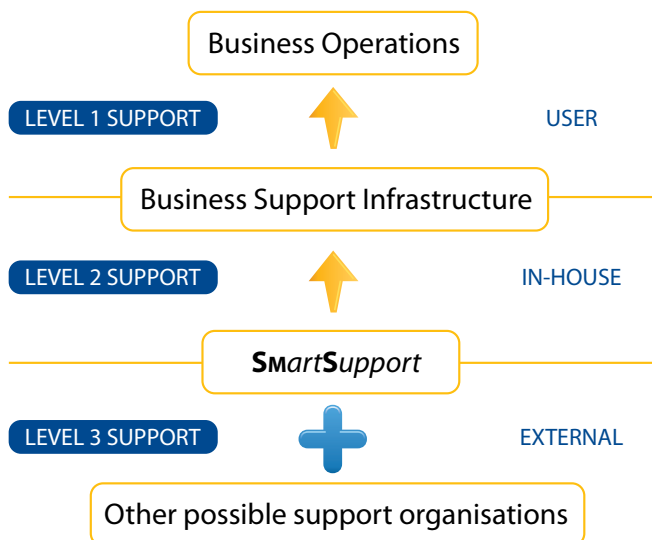 Business Operations
LEVEL 1 SUPPORT USER
Business Support Infrastructure
LEVEL 2 SUPPORT IN-HOUSE
SMartSupport
LEVEL 3 SUPPORT EXTERNAL
Other possible support organisations